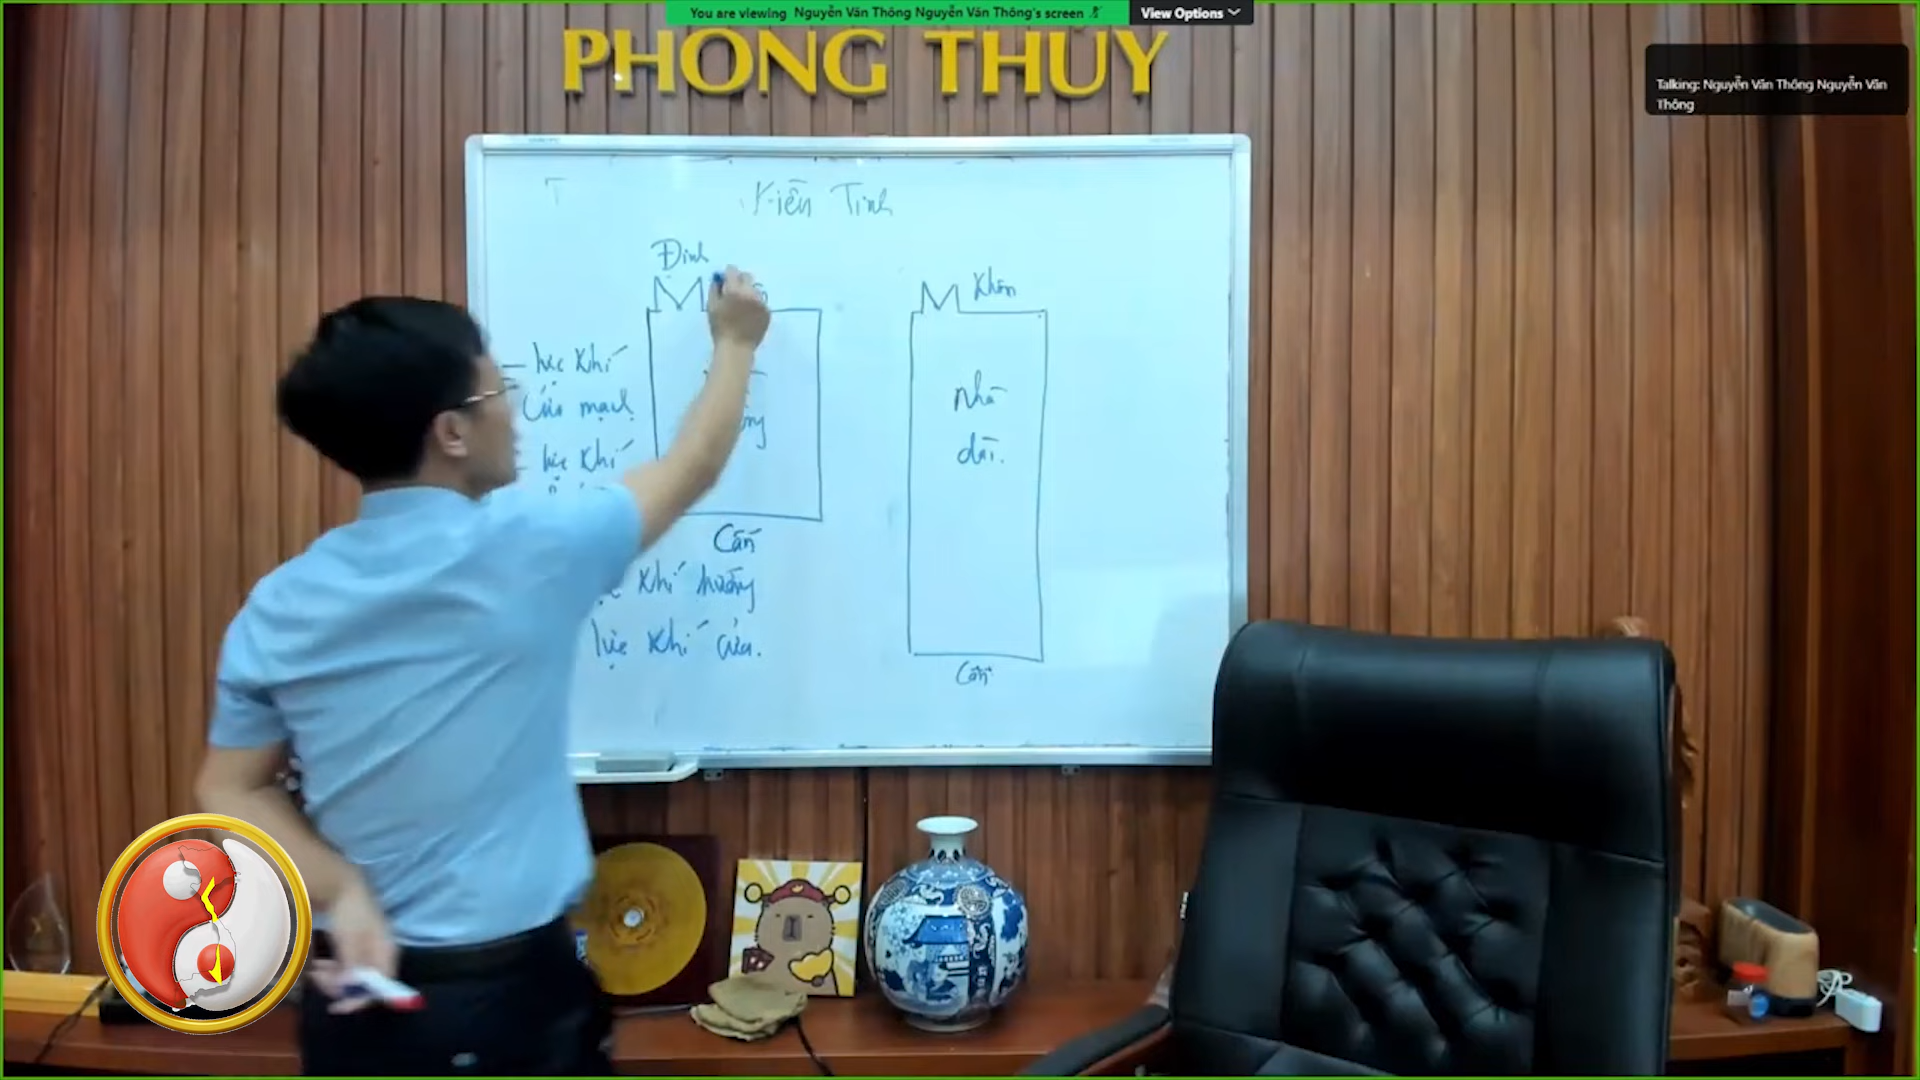 You are viewing Nguyễn Văn Thông Nguyễn Văn Thông's screen
View Options
Talking: Nguyễn Văn Thông Nguyễn Văn Thông
PHONG THỦY
T
Kiến Tinh
Định
Khôn
lực Khí
Cửu mạch
lực Khí
nhà
dài.
Cấn
Khí hướng
lực Khí cửa.
Cấn